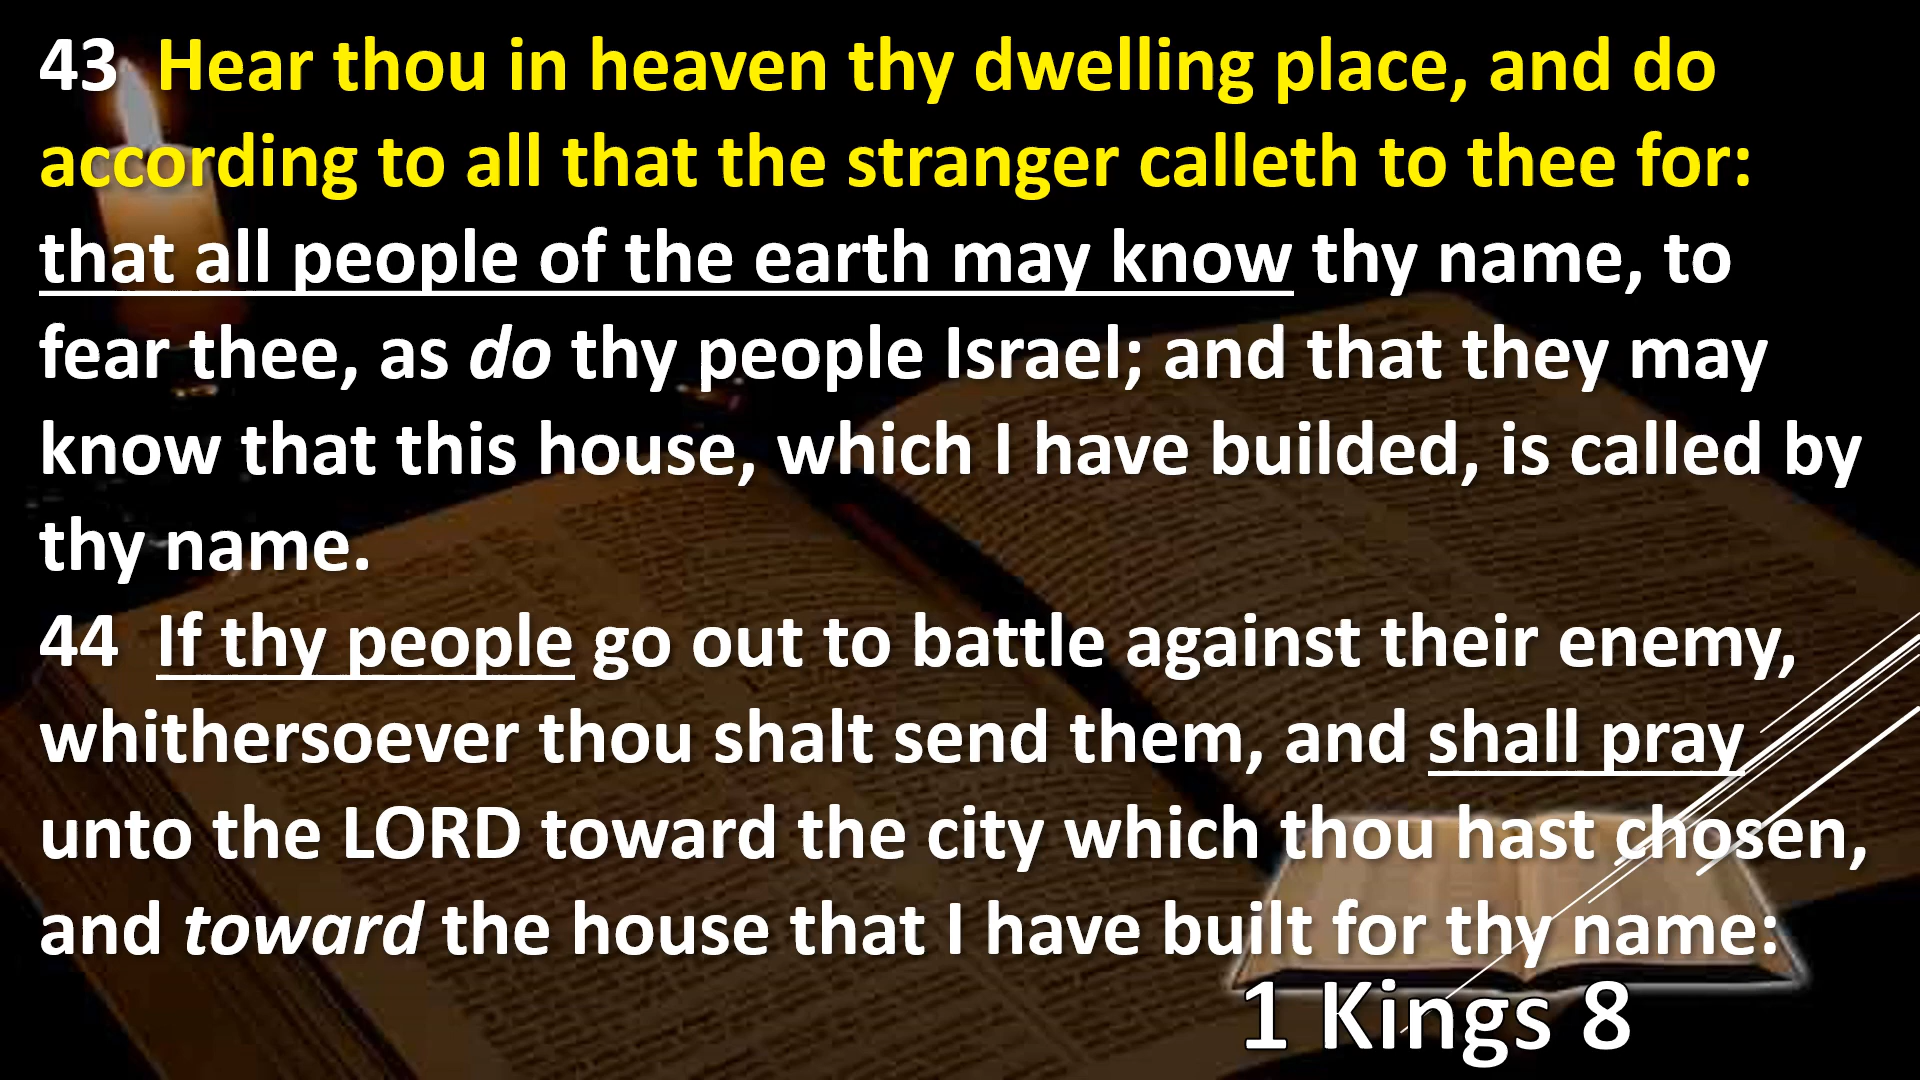 43  Hear thou in heaven thy dwelling place, and do
according to all that the stranger calleth to thee for:
that all people of the earth may know thy name, to
fear thee, as do thy people Israel; and that they may
know that this house, which I have builded, is called by
thy name.
44  If thy people go out to battle against their enemy,
whithersoever thou shalt send them, and shall pray
unto the LORD toward the city which thou hast chosen,
and toward the house that I have built for thy name:
1 Kings 8